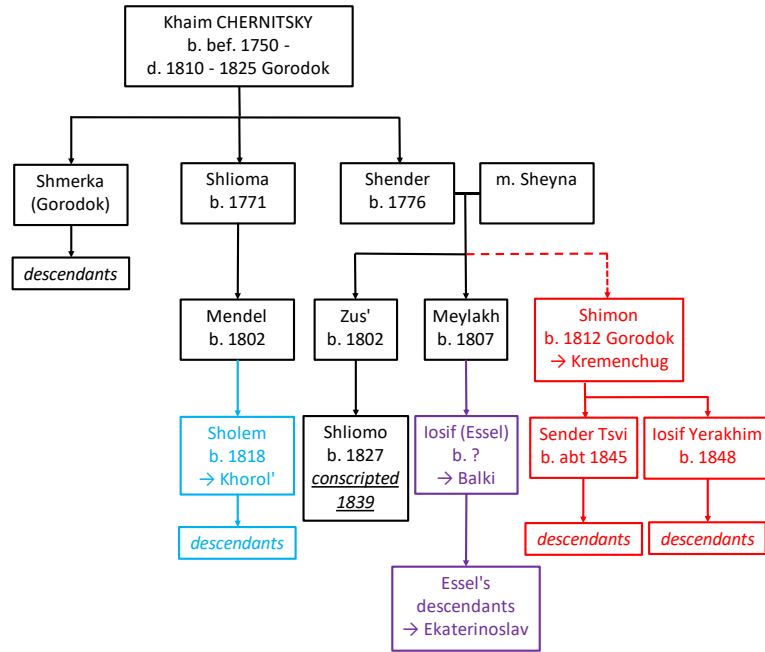 Khaim CHERNITSKY
b. bef. 1750 -
d. 1810 - 1825 Gorodok
Shmerka
(Gorodok)
Shlioma
b. 1771
Shender
b. 1776
m. Sheyna
descendants
Mendel
b. 1802
Zus'
b. 1802
Meylakh
b. 1807
Shimon
b. 1812 Gorodok
→ Kremenchug
Sholem
b. 1818
→ Khorol'
Shliomo
b. 1827
conscripted
1839
Iosif (Essel)
b. ?
→ Balki
Sender Tsvi
b. abt 1845
Iosif Yerakhim
b. 1848
descendants
descendants
descendants
Essel's
descendants
→ Ekaterinoslav